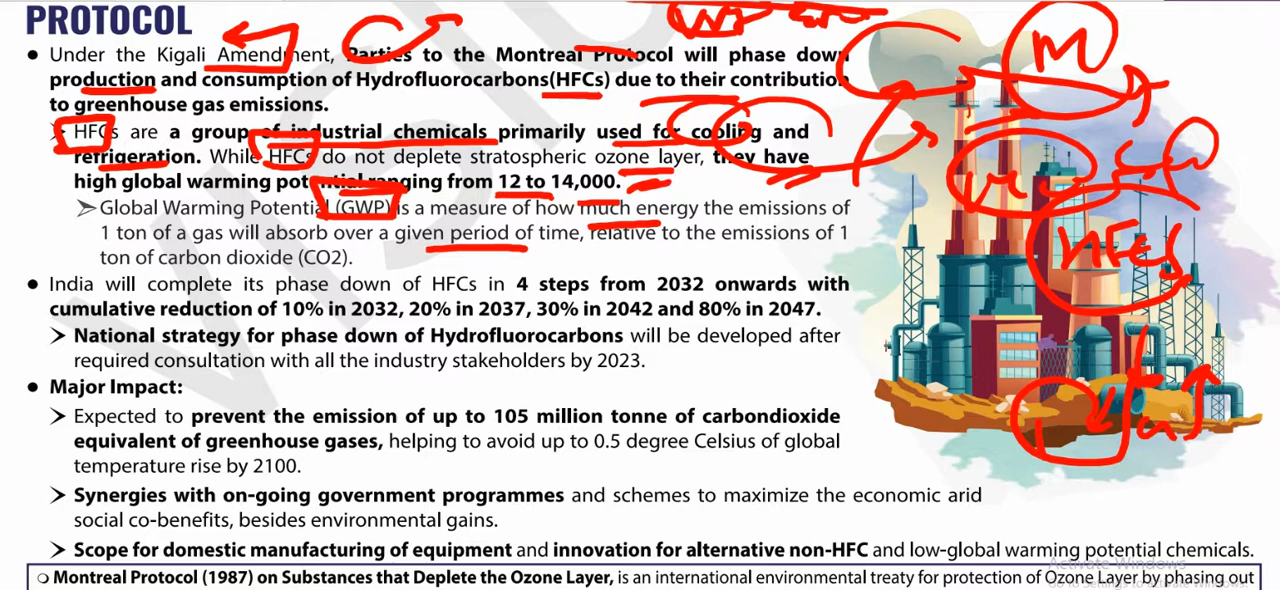 PROTOCOL
● Under the Kigali Amendment, Parties to the Montreal Protocol will phase down
production and consumption of Hydrofluorocarbons(HFCs) due to their contribution
to greenhouse gas emissions.
➤ HFCs are a group of industrial chemicals primarily used for cooling and
refrigeration. While HFCs do not deplete stratospheric ozone layer, they have
high global warming potential ranging from 12 to 14,000.
➢ Global Warming Potential (GWP) is a measure of how much energy the emissions of
1 ton of a gas will absorb over a given period of time, relative to the emissions of 1
ton of carbon dioxide (CO2).
● India will complete its phase down of HFCs in 4 steps from 2032 onwards with
cumulative reduction of 10% in 2032, 20% in 2037, 30% in 2042 and 80% in 2047.
➤ National strategy for phase down of Hydrofluorocarbons will be developed after
required consultation with all the industry stakeholders by 2023.
● Major Impact:
➤ Expected to prevent the emission of up to 105 million tonne of carbondioxide
equivalent of greenhouse gases, helping to avoid up to 0.5 degree Celsius of global
temperature rise by 2100.
➤ Synergies with on-going government programmes and schemes to maximize the economic arid
social co-benefits, besides environmental gains.
➤ Scope for domestic manufacturing of equipment and innovation for alternative non-HFC and low-global warming potential chemicals.
○ Montreal Protocol (1987) on Substances that Deplete the Ozone Layer, is an international environmental treaty for protection of Ozone Layer by phasing out
M
HFCs
Activate Windows
Go to Settings to activate Windows.